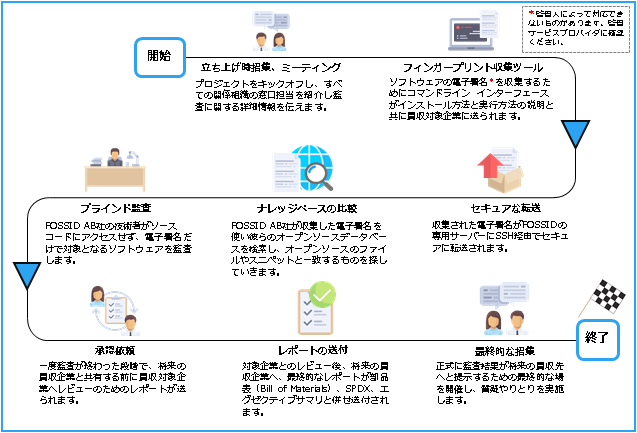 *監査人によって対応でき
ないものがあります、監査
サービスプロバイダに確認
ください。
開始
立ち上げ時招集、ミーティング
プロジェクトをキックオフし、すべ
ての関係組織の窓口担当を紹介し監
査に関する詳細情報を伝えます。
フィンガープリント収集ツール
ソフトウェアの電子署名*を収集するた
めにコマンドライン インターフェース
がインストール方法と実行方法の説明と
共に買収対象企業に送られます。
ブラインド監査
FOSSID AB社の技術者がソース
コードにアクセスせず、電子署名だ
けで対象となるソフトウェアを監査
します。
ナレッジベースの比較
FOSSID AB社が収集した電子署名を
使い彼らのオープンソースデータベー
スを検索し、オープンソースのファイ
ルやスニペットと一致するものを探し
ていきます。
セキュアな転送
収集された電子署名がFOSSIDの
専用サーバーにSSH経由でセキュ
アに転送されます。
承認依頼
一度監査が終わった段階で、将来の
買収企業と共有する前に買収対象企
業へレビューのためのレポートが送
られます。
レポートの送付
対象企業とのレビュー後、将来の買
収企業へ、最終的なレポートが部品
表（Bill of Materials）、SPDX、エ
グゼクティブサマリと併せ送付されま
す。
最終的な招集
正式に監査結果が将来の買収先
へと提示するための最終的な場
を開催し、質疑やりとりを実施
します。
終了